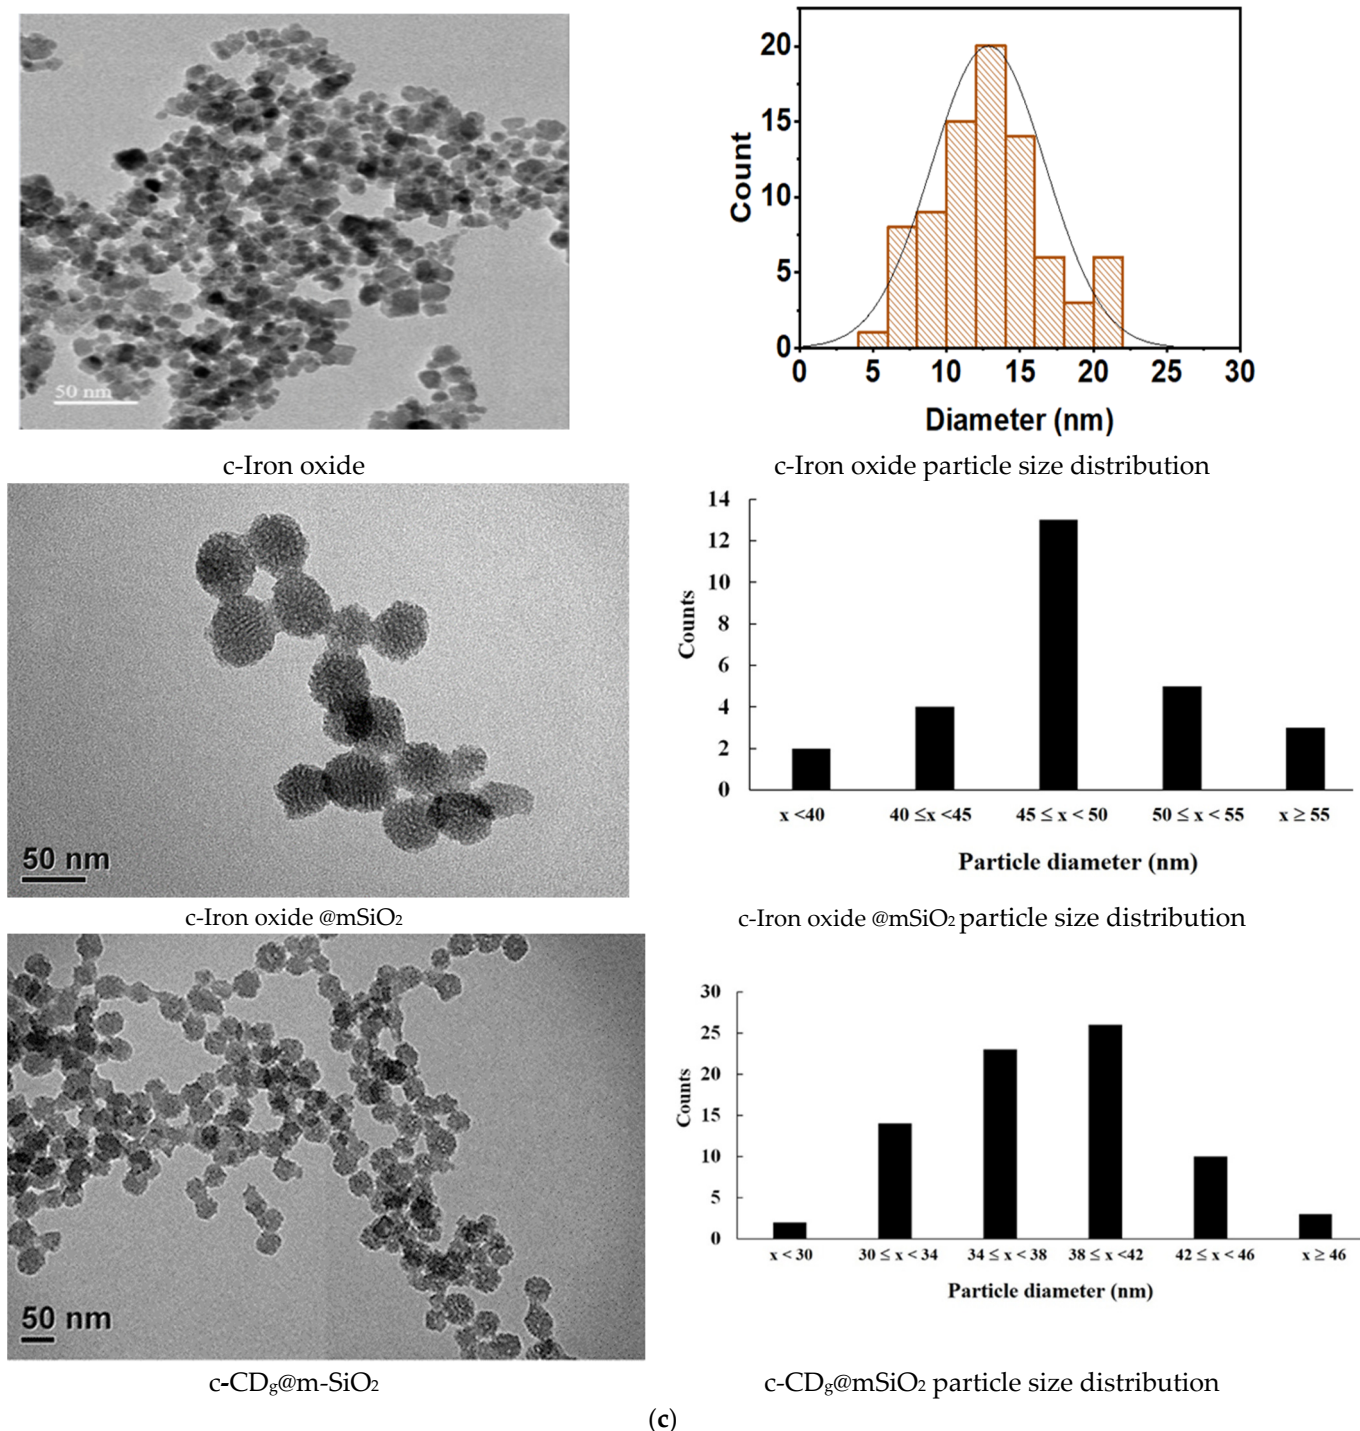 50 nm
20
15
10
5
0
Count
0 5 10 15 20 25 30
Diameter (nm)
c-Iron oxide
c-Iron oxide particle size distribution
50 nm
14
12
10
8
6
4
2
0
Counts
x <40 40 ≤x <45 45 ≤ x < 50 50 ≤ x < 55 x ≥ 55
Particle diameter (nm)
c-Iron oxide @mSiO₂
c-Iron oxide @mSiO₂ particle size distribution
50 nm
30
25
20
15
10
5
0
Counts
x < 30 30 ≤ x < 34 34 ≤ x < 38 38 ≤ x <42 42 ≤ x < 46 x ≥ 46
Particle diameter (nm)
c-CDg@m-SiO₂
c-CDg@mSiO₂ particle size distribution
(c)